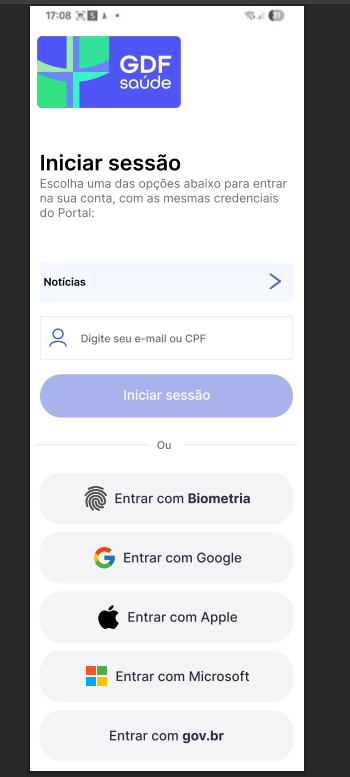 17:08
S
31
GDF
saúde
Iniciar sessão
Escolha uma das opções abaixo para entrar
na sua conta, com as mesmas credenciais
do Portal:
Notícias
Digite seu e-mail ou CPF
Iniciar sessão
Ou
Entrar com Biometria
Entrar com Google
Entrar com Apple
Entrar com Microsoft
Entrar com gov.br